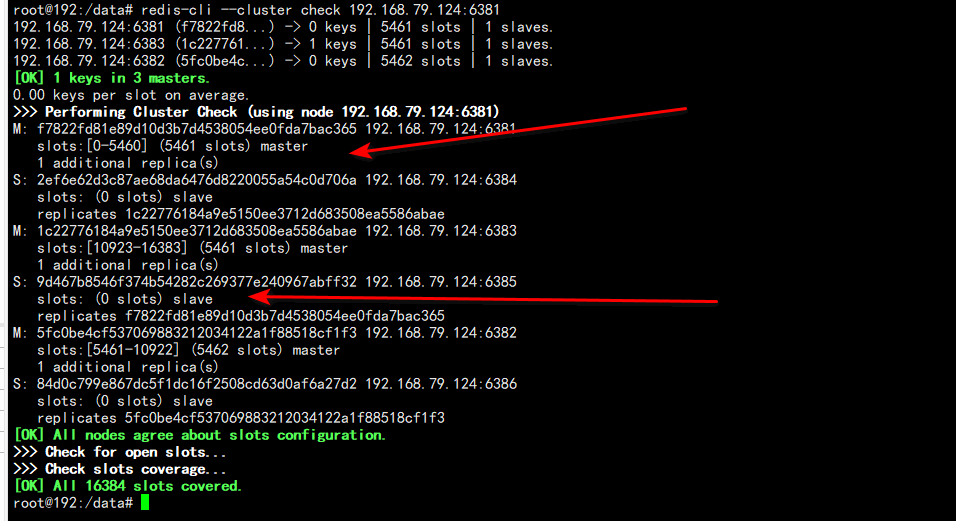 root@192:/data# redis-cli --cluster check 192.168.79.124:6381
192.168.79.124:6381 (f7822fd8...) -> 0 keys | 5461 slots | 1 slaves.
192.168.79.124:6383 (1c227761...) -> 1 keys | 5461 slots | 1 slaves.
192.168.79.124:6382 (5fc0be4c...) -> 0 keys | 5462 slots | 1 slaves.
[OK] 1 keys in 3 masters.
0.00 keys per slot on average.
>>> Performing Cluster Check (using node 192.168.79.124:6381)
M: f7822fd81e89d10d3b7d4538054ee0fda7bac365 192.168.79.124:6381
slots:[0-5460] (5461 slots) master
1 additional replica(s)
S: 2ef6e62d3c87ae68da6476d8220055a54c0d706a 192.168.79.124:6384
slots: (0 slots) slave
replicates 1c22776184a9e5150ee3712d683508ea5586abae
M: 1c22776184a9e5150ee3712d683508ea5586abae 192.168.79.124:6383
slots:[10923-16383] (5461 slots) master
1 additional replica(s)
S: 9d467b8546f374b54282c269377e240967abff32 192.168.79.124:6385
slots: (0 slots) slave
replicates f7822fd81e89d10d3b7d4538054ee0fda7bac365
M: 5fc0be4cf537069883212034122a1f88518cf1f3 192.168.79.124:6382
slots:[5461-10922] (5462 slots) master
1 additional replica(s)
S: 84d0c799e867dc5f1dc16f2508cd63d0af6a27d2 192.168.79.124:6386
slots: (0 slots) slave
replicates 5fc0be4cf537069883212034122a1f88518cf1f3
[OK] All nodes agree about slots configuration.
>>> Check for open slots...
>>> Check slots coverage...
[OK] All 16384 slots covered.
root@192:/data#